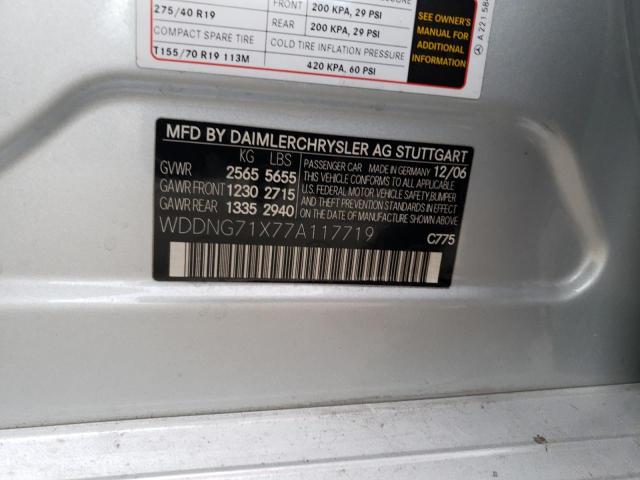 275/40 R19
FRONT 200 KPA, 29 PSI
REAR 200 KPA, 29 PSI
COMPACT SPARE TIRE
COLD TIRE INFLATION PRESSURE
T155/70 R19 113M
420 KPA, 60 PSI
SEE OWNER'S
MANUAL FOR
ADDITIONAL
INFORMATION
A 221 58
MFD BY DAIMLERCHRYSLER AG STUTTGART
KG LBS
GVWR 2565 5655
GAWR FRONT 1230 2715
GAWR REAR 1335 2940
PASSENGER CAR MADE IN GERMANY 12/06
THIS VEHICLE CONFORMS TO ALL APPLICABLE
U.S. FEDERAL MOTOR VEHICLE SAFETY,BUMPER
AND THEFT PREVENTION STANDARDS IN EFFECT
ON THE DATE OF MANUFACTURE SHOWN ABOVE
WDDNG71X77A117719
C775